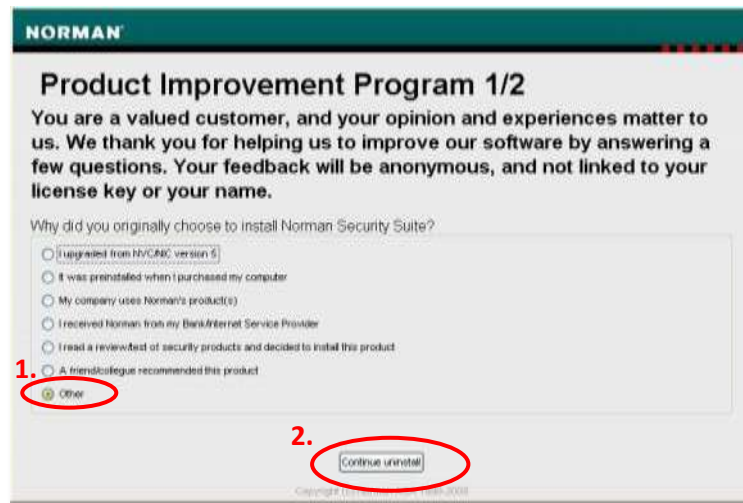 NORMAN
Product Improvement Program 1/2
You are a valued customer, and your opinion and experiences matter to
us. We thank you for helping us to improve our software by answering a
few questions. Your feedback will be anonymous, and not linked to your
license key or your name.
Why did you originally choose to install Norman Security Suite?
I upgraded from NVC/NIC version 5
It was preinstalled when I purchased my computer
My company uses Norman's product(s)
I received Norman from my Bank/Internet Service Provider
I read a review/test of security products and decided to install this product
1.
A friend/collegue recommended this product
Other
2.
Continue uninstall
Copyright